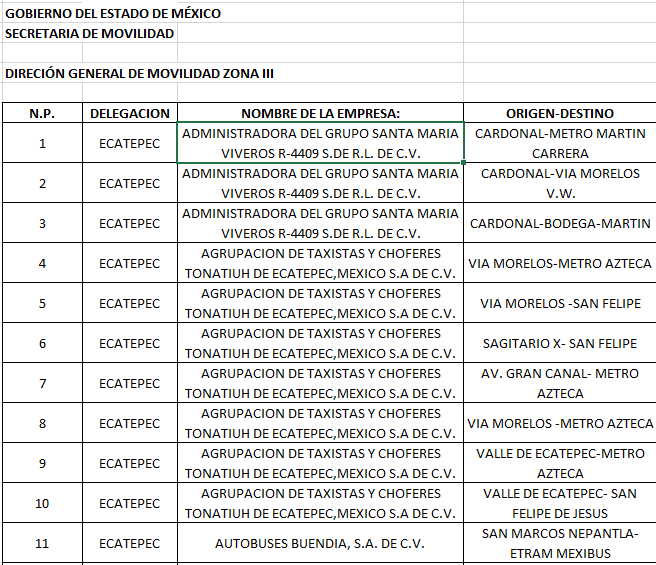 GOBIERNO DEL ESTADO DE MÉXICO
SECRETARIA DE MOVILIDAD
DIRECIÓN GENERAL DE MOVILIDAD ZONA III
N.P. DELEGACION NOMBRE DE LA EMPRESA: ORIGEN-DESTINO
1 ECATEPEC ADMINISTRADORA DEL GRUPO SANTA MARIA
VIVEROS R-4409 S.DE R.L. DE C.V.
CARDONAL-METRO MARTIN
CARRERA
2 ECATEPEC ADMINISTRADORA DEL GRUPO SANTA MARIA
VIVEROS R-4409 S.DE R.L. DE C.V.
CARDONAL-VIA MORELOS
V.W.
3 ECATEPEC ADMINISTRADORA DEL GRUPO SANTA MARIA
VIVEROS R-4409 S.DE R.L. DE C.V.
CARDONAL-BODEGA-MARTIN
4 ECATEPEC AGRUPACION DE TAXISTAS Y CHOFERES
TONATIUH DE ECATEPEC,MEXICO S.A DE C.V.
VIA MORELOS-METRO AZTECA
5 ECATEPEC AGRUPACION DE TAXISTAS Y CHOFERES
TONATIUH DE ECATEPEC,MEXICO S.A DE C.V.
VIA MORELOS -SAN FELIPE
6 ECATEPEC AGRUPACION DE TAXISTAS Y CHOFERES
TONATIUH DE ECATEPEC,MEXICO S.A DE C.V.
SAGITARIO X- SAN FELIPE
7 ECATEPEC AGRUPACION DE TAXISTAS Y CHOFERES
TONATIUH DE ECATEPEC,MEXICO S.A DE C.V.
AV. GRAN CANAL- METRO
AZTECA
8 ECATEPEC AGRUPACION DE TAXISTAS Y CHOFERES
TONATIUH DE ECATEPEC,MEXICO S.A DE C.V.
VIA MORELOS -METRO AZTECA
9 ECATEPEC AGRUPACION DE TAXISTAS Y CHOFERES
TONATIUH DE ECATEPEC,MEXICO S.A DE C.V.
VALLE DE ECATEPEC-METRO
AZTECA
10 ECATEPEC AGRUPACION DE TAXISTAS Y CHOFERES
TONATIUH DE ECATEPEC,MEXICO S.A DE C.V.
VALLE DE ECATEPEC- SAN
FELIPE DE JESUS
11 ECATEPEC AUTOBUSES BUENDIA, S.A. DE C.V.
SAN MARCOS NEPANTLA-
ETRAM MEXIBUS